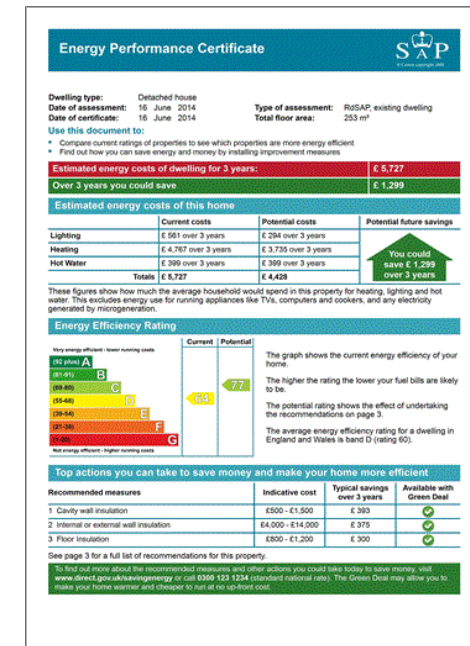 Energy Performance Certificate
SAP
© Crown copyright 2009
Dwelling type: Detached house
Date of assessment: 16 June 2014 Type of assessment: RdSAP, existing dwelling
Date of certificate: 16 June 2014 Total floor area: 253 m²
Use this document to:
• Compare current ratings of properties to see which properties are more energy efficient
• Find out how you can save energy and money by installing improvement measures
Estimated energy costs of dwelling for 3 years: £ 5,727
Over 3 years you could save £ 1,299
Estimated energy costs of this home
Current costs Potential costs Potential future savings
Lighting £ 561 over 3 years £ 294 over 3 years
Heating £ 4,767 over 3 years £ 3,735 over 3 years
Hot Water £ 399 over 3 years £ 399 over 3 years
Totals £ 5,727 £ 4,428
You could
save £ 1,299
over 3 years
These figures show how much the average household would spend in this property for heating, lighting and hot
water. This excludes energy use for running appliances like TVs, computers and cookers, and any electricity
generated by microgeneration.
Energy Efficiency Rating
Current Potential
Very energy efficient - lower running costs
(92 plus) A
(81-91) B
(69-80) C
(55-68) D
(39-54) E
(21-38) F
(1-20) G
Not energy efficient - higher running costs
64
77
The graph shows the current energy efficiency of your
home.
The higher the rating the lower your fuel bills are likely
to be.
The potential rating shows the effect of undertaking
the recommendations on page 3.
The average energy efficiency rating for a dwelling in
England and Wales is band D (rating 60).
Top actions you can take to save money and make your home more efficient
Recommended measures Indicative cost Typical savings over 3 years Available with Green Deal
1 Cavity wall insulation £500 - £1,500 £ 393
2 Internal or external wall insulation £4,000 - £14,000 £ 375
3 Floor Insulation £800 - £1,200 £ 300
See page 3 for a full list of recommendations for this property.
To find out more about the recommended measures and other actions you could take today to save money, visit
www.direct.gov.uk/savingenergy or call 0300 123 1234 (standard national rate). The Green Deal may allow you to
make your home warmer and cheaper to run at no up-front cost.